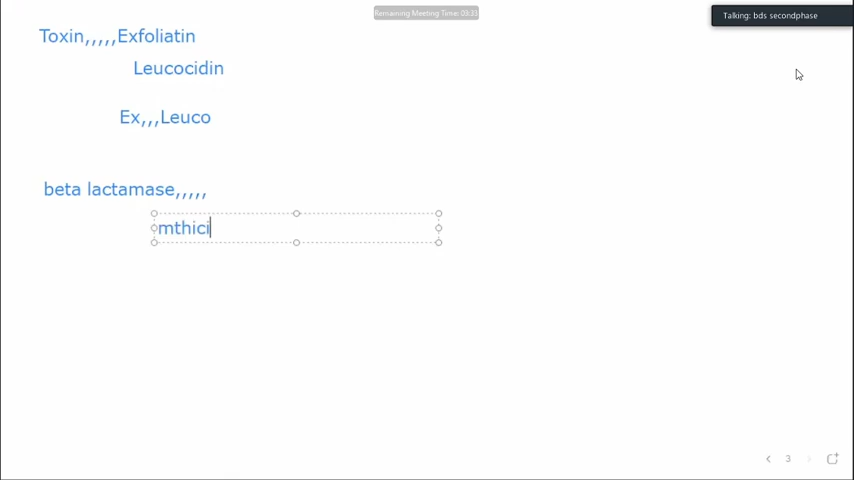 Remaining Meeting Time: 03:33
Talking: bds secondphase
Toxin,,,,,Exfoliatin
Leucocidin
Ex,,,Leuco
beta lactamase,,,,,
mthici
3